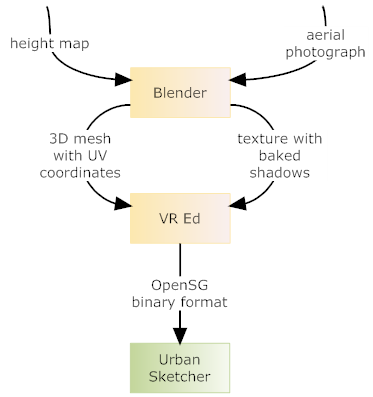 height map
aerial
photograph
Blender
3D mesh
with UV
coordinates
texture with
baked
shadows
VR Ed
OpenSG
binary format
Urban
Sketcher